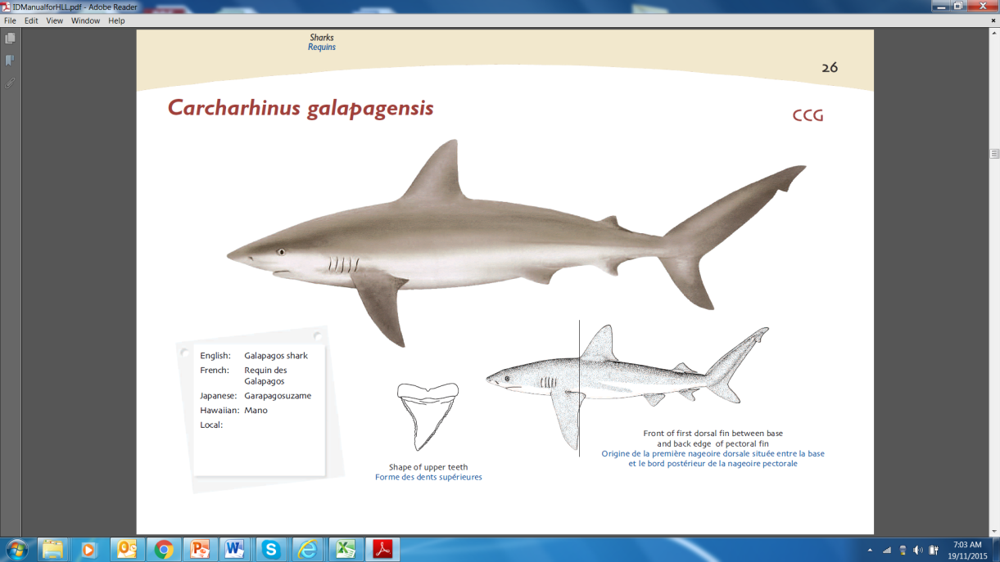 IDManualforHLL.pdf - Adobe Reader
File Edit View Window Help
Sharks
Requins
26
Carcharhinus galapagensis
CCG
English: Galapagos shark
French: Requin des
Galapagos
Japanese: Garapagosuzame
Hawaiian: Mano
Local:
Shape of upper teeth
Forme des dents supérieures
Front of first dorsal fin between base
and back edge of pectoral fin
Origine de la première nageoire dorsale située entre la base
et le bord postérieur de la nageoire pectorale
7:03 AM
19/11/2015